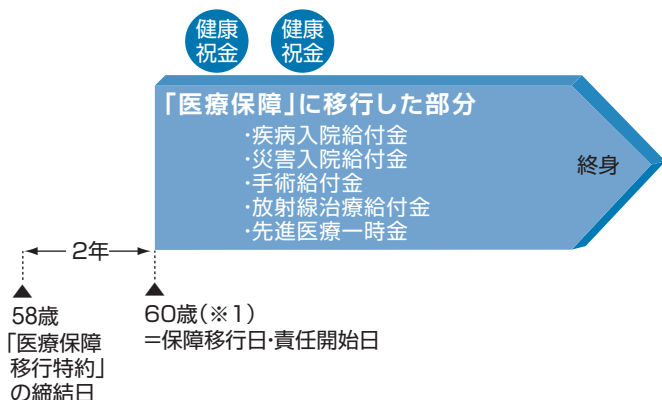 健康
祝金
健康
祝金
「医療保障」に移行した部分
・疾病入院給付金
・災害入院給付金
・手術給付金
・放射線治療給付金
・先進医療一時金
終身
2年
58歳
「医療保障
移行特約」
の締結日
60歳(※1)
=保障移行日・責任開始日